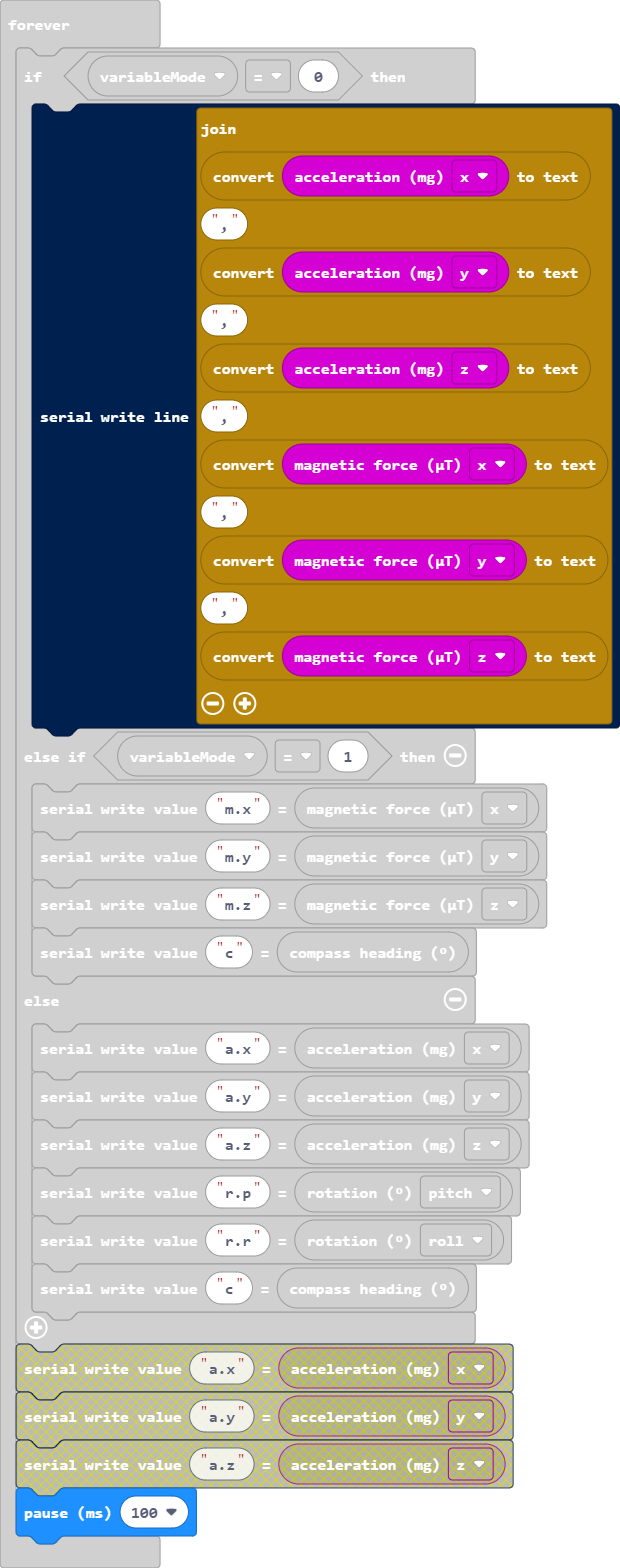 forever
if variableMode = 0 then
join
convert acceleration (mg) x to text
","
convert acceleration (mg) y to text
","
convert acceleration (mg) z to text
","
serial write line
convert magnetic force (µT) x to text
","
convert magnetic force (µT) y to text
","
convert magnetic force (µT) z to text
else if variableMode = 1 then
serial write value "m.x" = magnetic force (µT) x
serial write value "m.y" = magnetic force (µT) y
serial write value "m.z" = magnetic force (µT) z
serial write value "c" = compass heading (°)
else
serial write value "a.x" = acceleration (mg) x
serial write value "a.y" = acceleration (mg) y
serial write value "a.z" = acceleration (mg) z
serial write value "r.p" = rotation (°) pitch
serial write value "r.r" = rotation (°) roll
serial write value "c" = compass heading (°)
serial write value "a.x" = acceleration (mg) x
serial write value "a.y" = acceleration (mg) y
serial write value "a.z" = acceleration (mg) z
pause (ms) 100